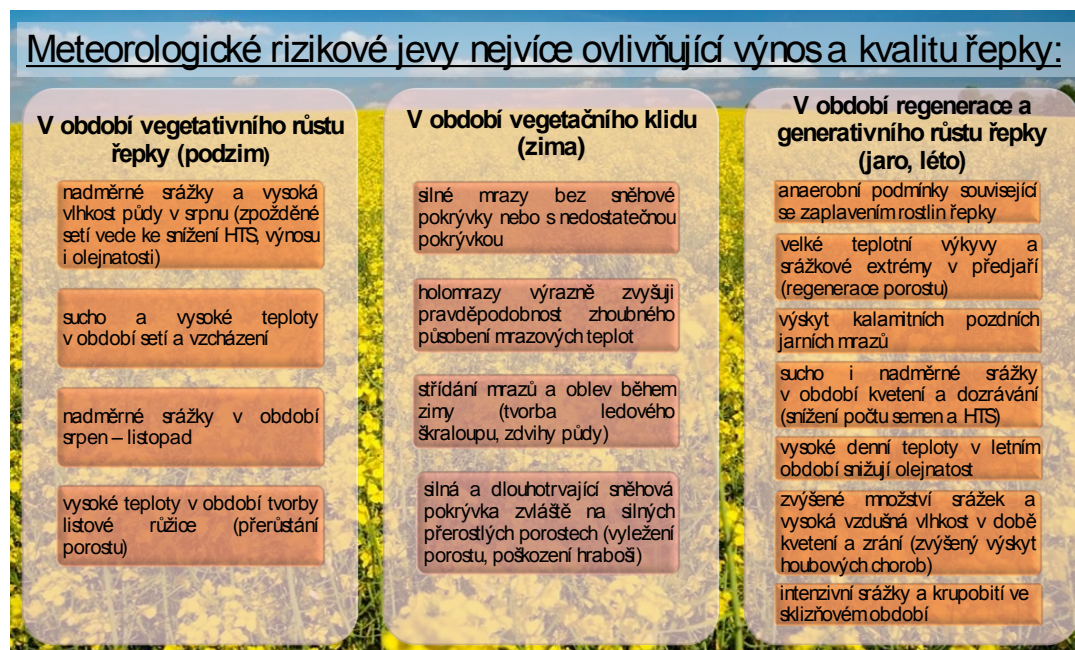 Meteorologické rizikové jevy nejvíce ovlivňující výnos a kvalitu řepky:
V období vegetativního růstu
řepky (podzim)
nadměrné srážky a vysoká
vlhkost půdy v srpnu (zpožděné
setí vede ke snížení HTS, výnosu
i olejnatosti)
sucho a vysoké teploty
v období setí a vzcházení
nadměrné srážky v období
srpen – listopad
vysoké teploty v období tvorby
listové růžice (přerůstání
porostu)
V období vegetačního klidu
(zima)
silné mrazy bez sněhové
pokrývky nebo s nedostatečnou
pokrývkou
holomrazy výrazně zvyšuji
pravděpodobnost zhoubného
působení mrazových teplot
střídání mrazů a oblev během
zimy (tvorba ledového
škraloupu, zdvihy půdy)
silná a dlouhotrvající sněhová
pokrývka zvláště na silných
přerostlých porostech (vyležení
porostu, poškození hraboši)
V období regenerace a
generativního růstu řepky
(jaro, léto)
anaerobní podmínky související
se zaplavením rostlin řepky
velké teplotní výkyvy a
srážkové extrémy v předjaří
(regenerace porostu)
výskyt kalamitních pozdních
jarních mrazů
sucho i nadměrné srážky
v období kvetení a dozrávání
(snížení počtu semen a HTS)
vysoké denní teploty v letním
období snižují olejnatost
zvýšené množství srážek a
vysoká vzdušná vlhkost v době
kvetení a zrání (zvýšený výskyt
houbových chorob)
intenzivní srážky a krupobití ve
sklizňovém období